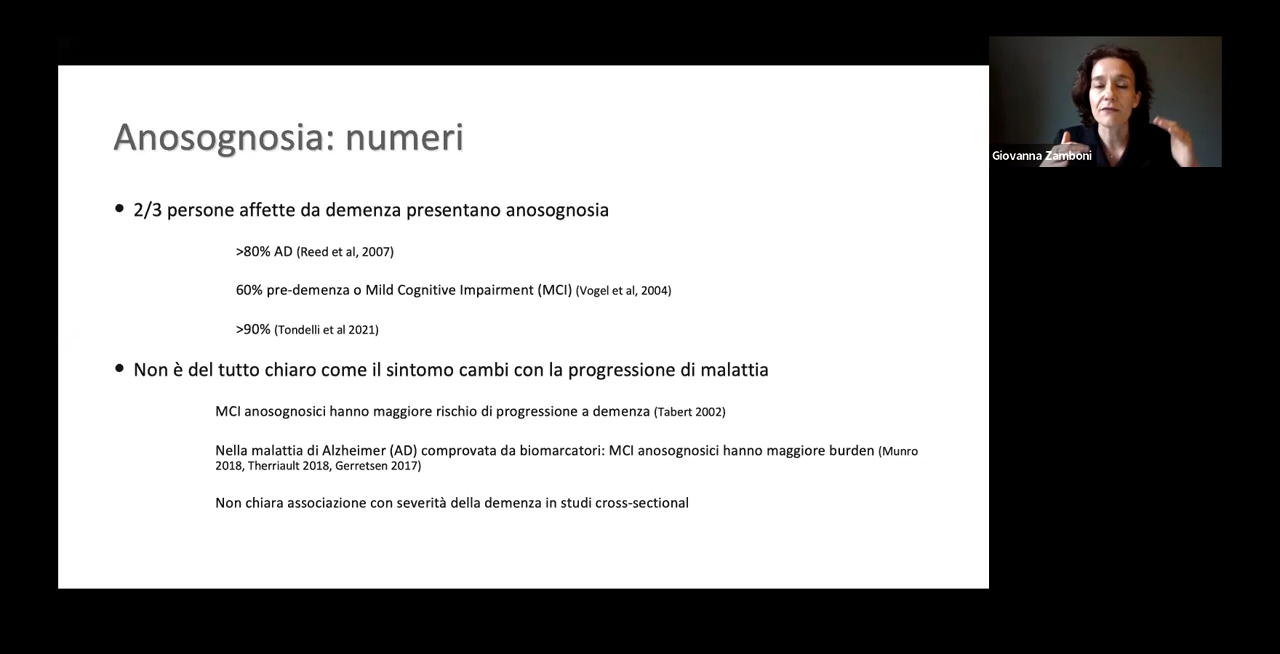 Anosognosia: numeri
• 2/3 persone affette da demenza presentano anosognosia
>80% AD (Reed et al, 2007)
60% pre-demenza o Mild Cognitive Impairment (MCI) (Vogel et al, 2004)
>90% (Tondelli et al 2021)
• Non è del tutto chiaro come il sintomo cambi con la progressione di malattia
MCI anosognosici hanno maggiore rischio di progressione a demenza (Tabert 2002)
Nella malattia di Alzheimer (AD) comprovata da biomarcatori: MCI anosognosici hanno maggiore burden (Munro
2018, Therriault 2018, Gerretsen 2017)
Non chiara associazione con severità della demenza in studi cross-sectional
Giovanna Zamboni